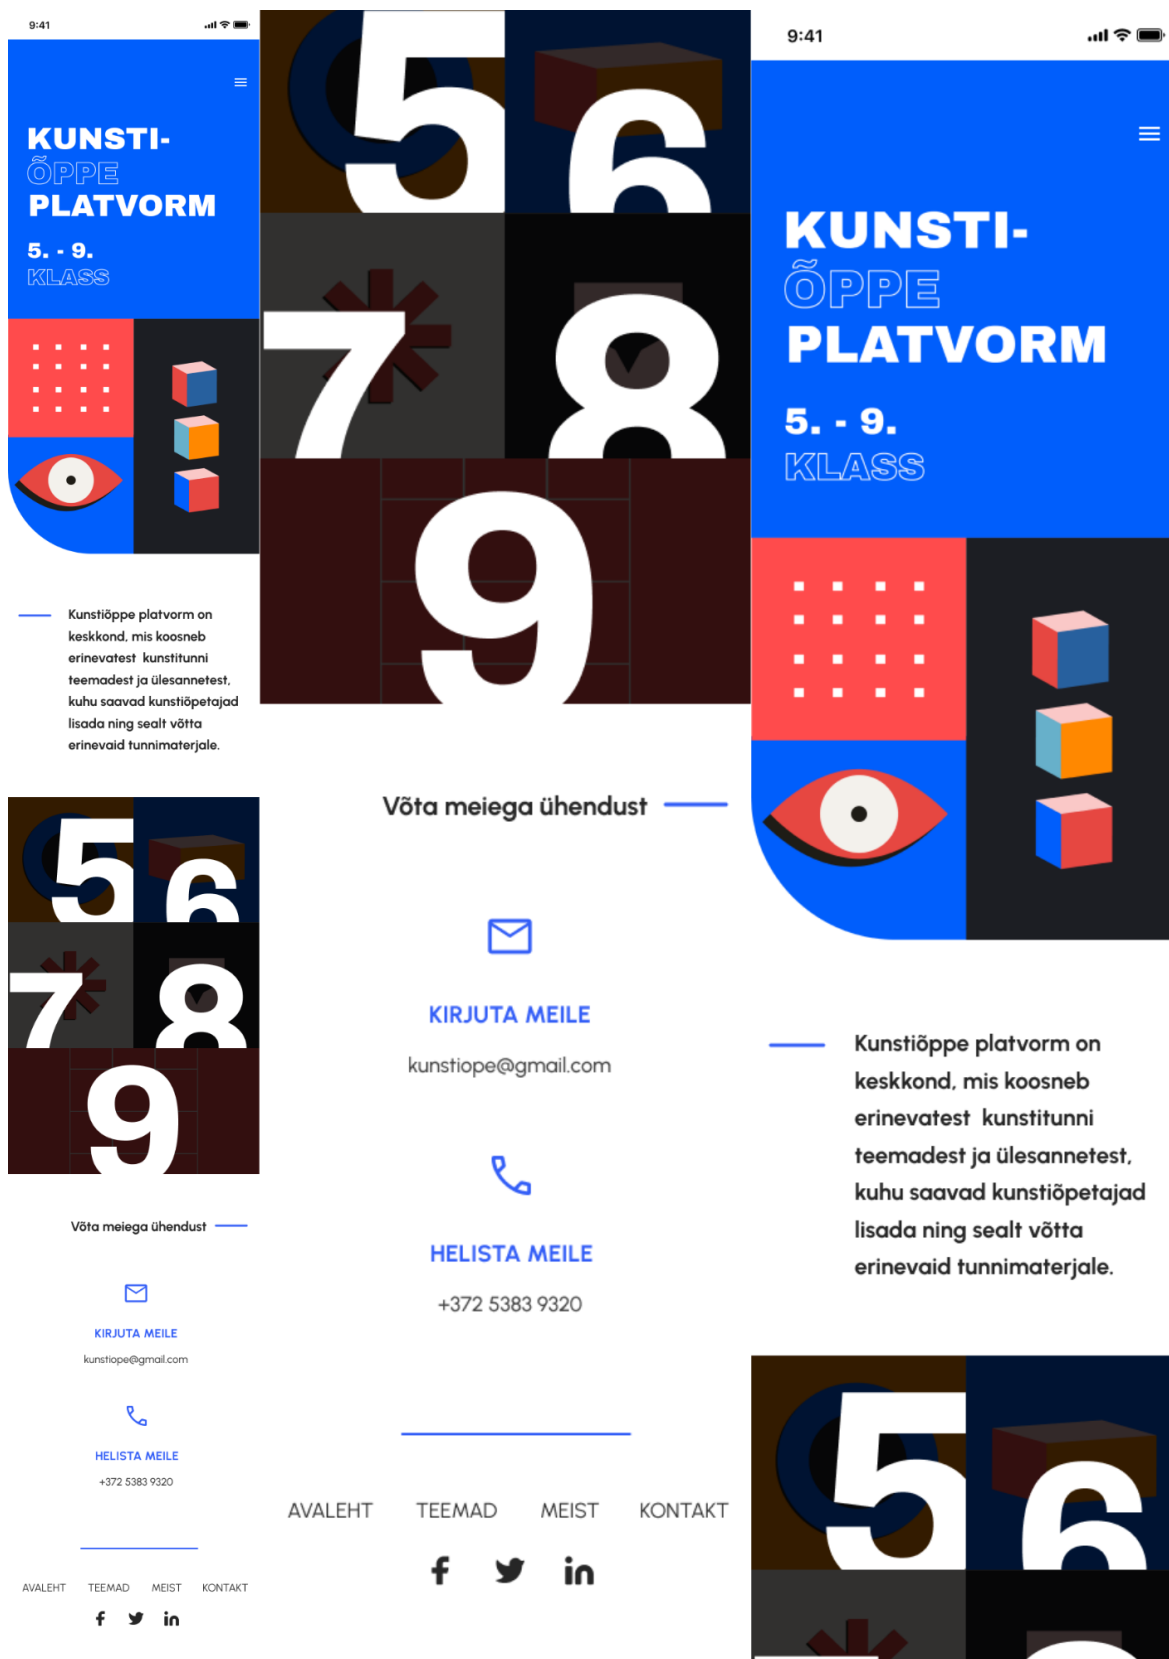 9:41
KUNSTI-
ÕPPE
PLATVORM
5. - 9.
KLASS
Kunstiõppe platvorm on
keskkond, mis koosneb
erinevatest kunstitunni
teemadest ja ülesannetest,
kuhu saavad kunstiõpetajad
lisada ning sealt võtta
erinevaid tunnimaterjale.
5 6
7 8
9
Võta meiega ühendust
KIRJUTA MEILE
kunstiope@gmail.com
HELISTA MEILE
+372 5383 9320
AVALEHT TEEMAD MEIST KONTAKT
f in
5 6
7 8
9
Võta meiega ühendust
KIRJUTA MEILE
kunstiope@gmail.com
HELISTA MEILE
+372 5383 9320
AVALEHT TEEMAD MEIST KONTAKT
f in
9:41
KUNSTI-
ÕPPE
PLATVORM
5. - 9.
KLASS
Kunstiõppe platvorm on
keskkond, mis koosneb
erinevatest kunstitunni
teemadest ja ülesannetest,
kuhu saavad kunstiõpetajad
lisada ning sealt võtta
erinevaid tunnimaterjale.
5 6